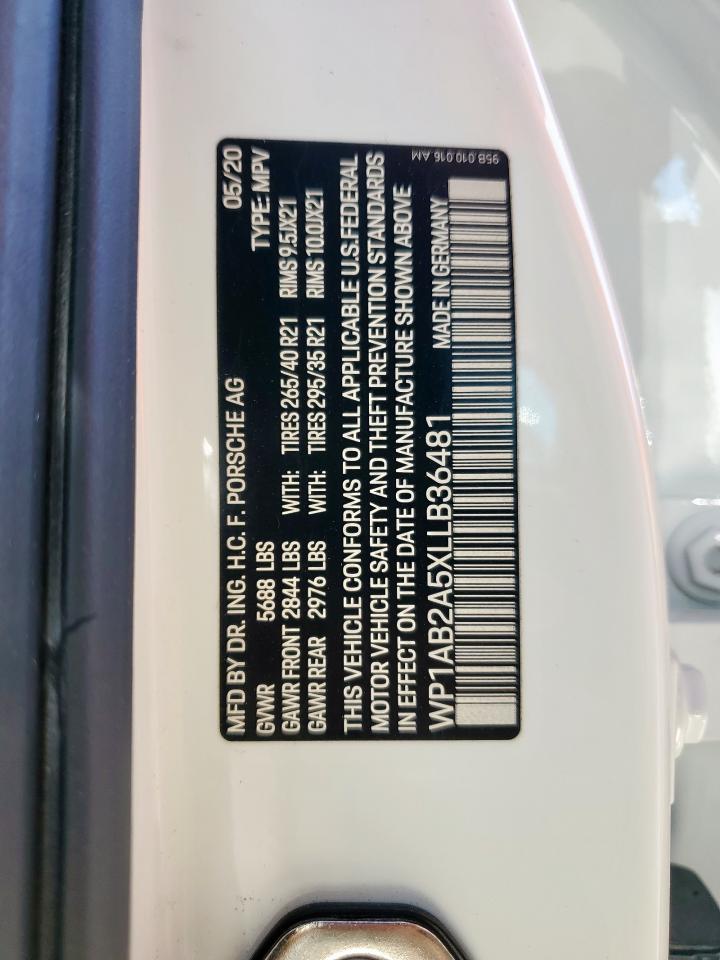 MFD BY DR. ING. H.C. F. PORSCHE AG 05/20
GVWR 5688 LBS TYPE: MPV
GAWR FRONT 2844 LBS WITH: TIRES 265/40 R21 RIMS 9.5JX21
GAWR REAR 2976 LBS WITH: TIRES 295/35 R21 RIMS 10.0JX21
THIS VEHICLE CONFORMS TO ALL APPLICABLE U.S.FEDERAL
MOTOR VEHICLE SAFETY AND THEFT PREVENTION STANDARDS
IN EFFECT ON THE DATE OF MANUFACTURE SHOWN ABOVE
WP1AB2A5XLLB36481 MADE IN GERMANY
95B.010.016 AM